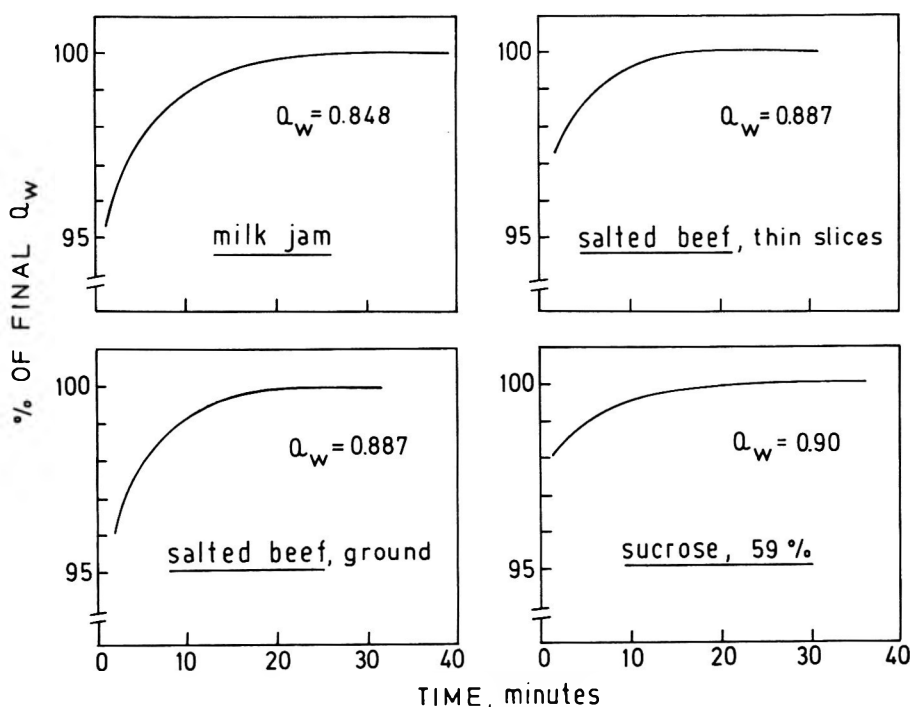 % OF FINAL aw
100
95
aw = 0.848
milk jam
100
95
aw = 0.887
salted beef, thin slices
100
95
aw = 0.887
salted beef, ground
0 10 20 30 40
100
95
aw = 0.90
sucrose, 59 %
0 10 20 30 40
TIME, minutes